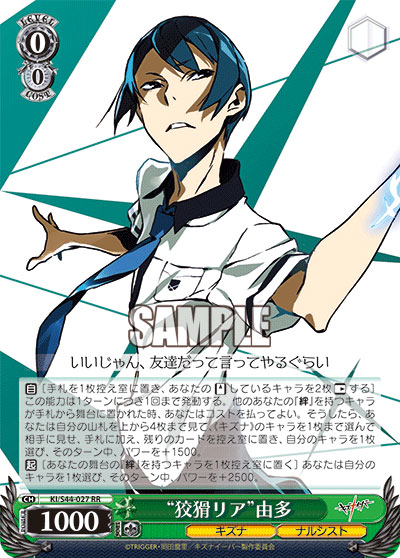 LEVEL
0
0
COST
SAMPLE
いいじゃん、友達だって言ってやるぐらい
自 [手札を1枚控え室に置き、あなたのしているキャラを2枚する]
この能力は1ターンにつき1回まで発動する。他のあなたの『絆』を持つキャラ
が手札から舞台に置かれた時、あなたはコストを払ってよい。そうしたら、あ
なたは自分の山札を上から4枚まで見て、《キズナ》のキャラを1枚まで選んで
相手に見せ、手札に加え、残りのカードを控え室に置き、自分のキャラを1枚
選び、そのターン中、パワーを+1500。
起 [あなたの舞台の『絆』を持つキャラを控え室に置く] あなたは自分の
キャラを1枚選び、そのターン中、パワーを+1500。
CH
KI/S44-027 RR
"狡猾リア"由多
キズナイーバー
POWER
1000
キズナ
ナルシスト
©TRIGGER・岡田麿里/キズナイーバー製作委員会